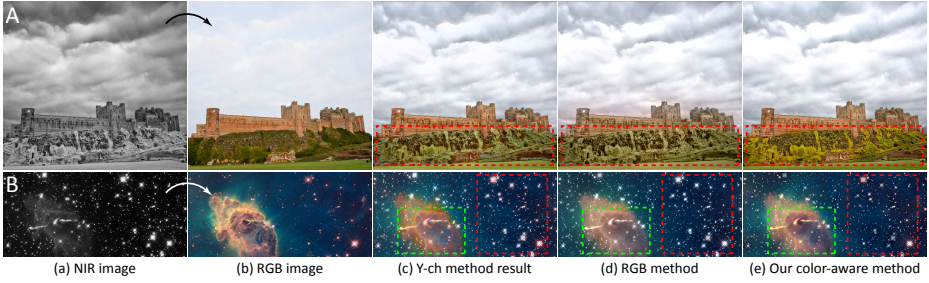 A
B
(a) NIR image (b) RGB image (c) Y-ch method result (d) RGB method (e) Our color-aware method